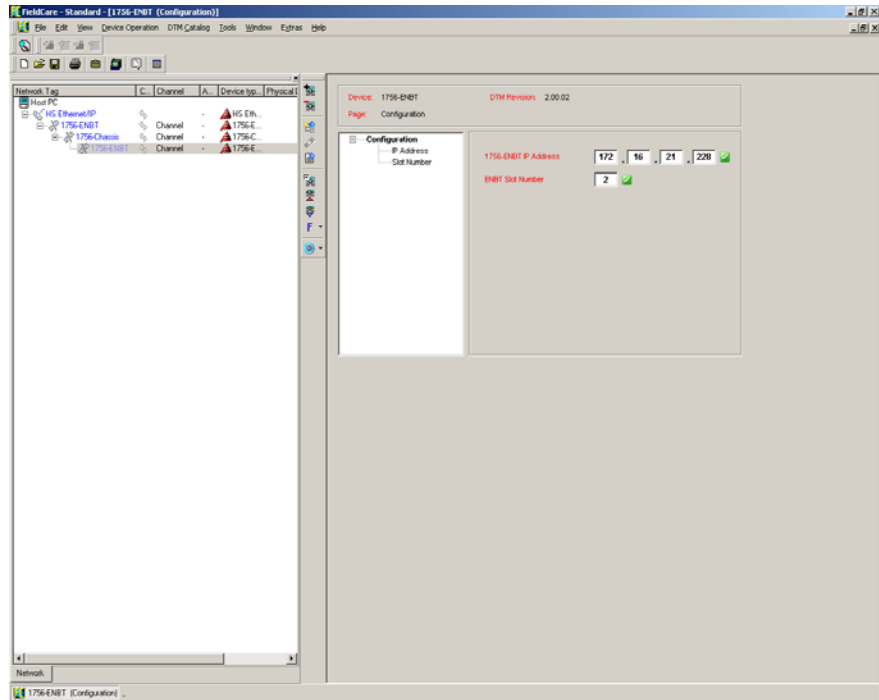 FieldCare - Standard - [1756-ENBT (Configuration)]
File Edit View Device Operation DTM Catalog Tools Window Extras Help
Network Tag C... Channel A... Device typ... Physical
Host PC
HS Ethernet/IP - HS Eth...
1756-ENBT Channel - 1756-E...
1756-Chassis Channel - 1756-C...
1756-ENBT Channel - 1756-E...
F
Network
Device: 1756-ENBT DTM Revision: 2.00.02
Page: Configuration
Configuration
IP Address
Slot Number
1756-ENBT IP Address 172 . 16 . 21 . 228
ENBT Slot Number 2
1756-ENBT (Configuration)